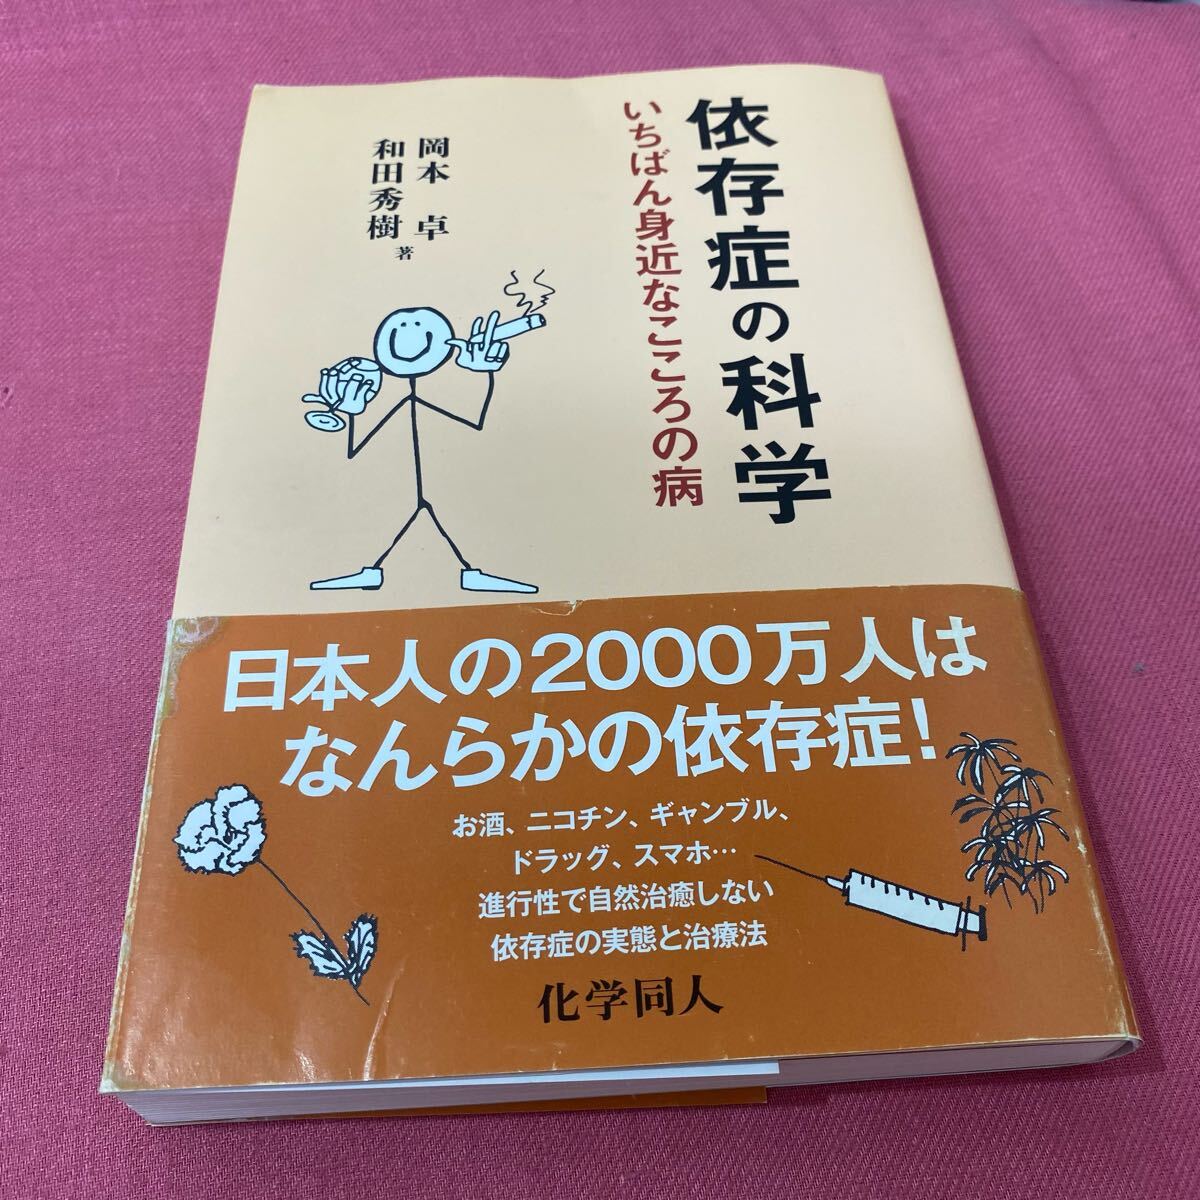 依存症の科学
いちばん身近なこころの病
岡本 卓
和田秀樹 著
日本人の2000万人は
なんらかの依存症!
お酒、ニコチン、ギャンブル、
ドラッグ、スマホ…
進行性で自然治癒しない
依存症の実態と治療法
化学同人